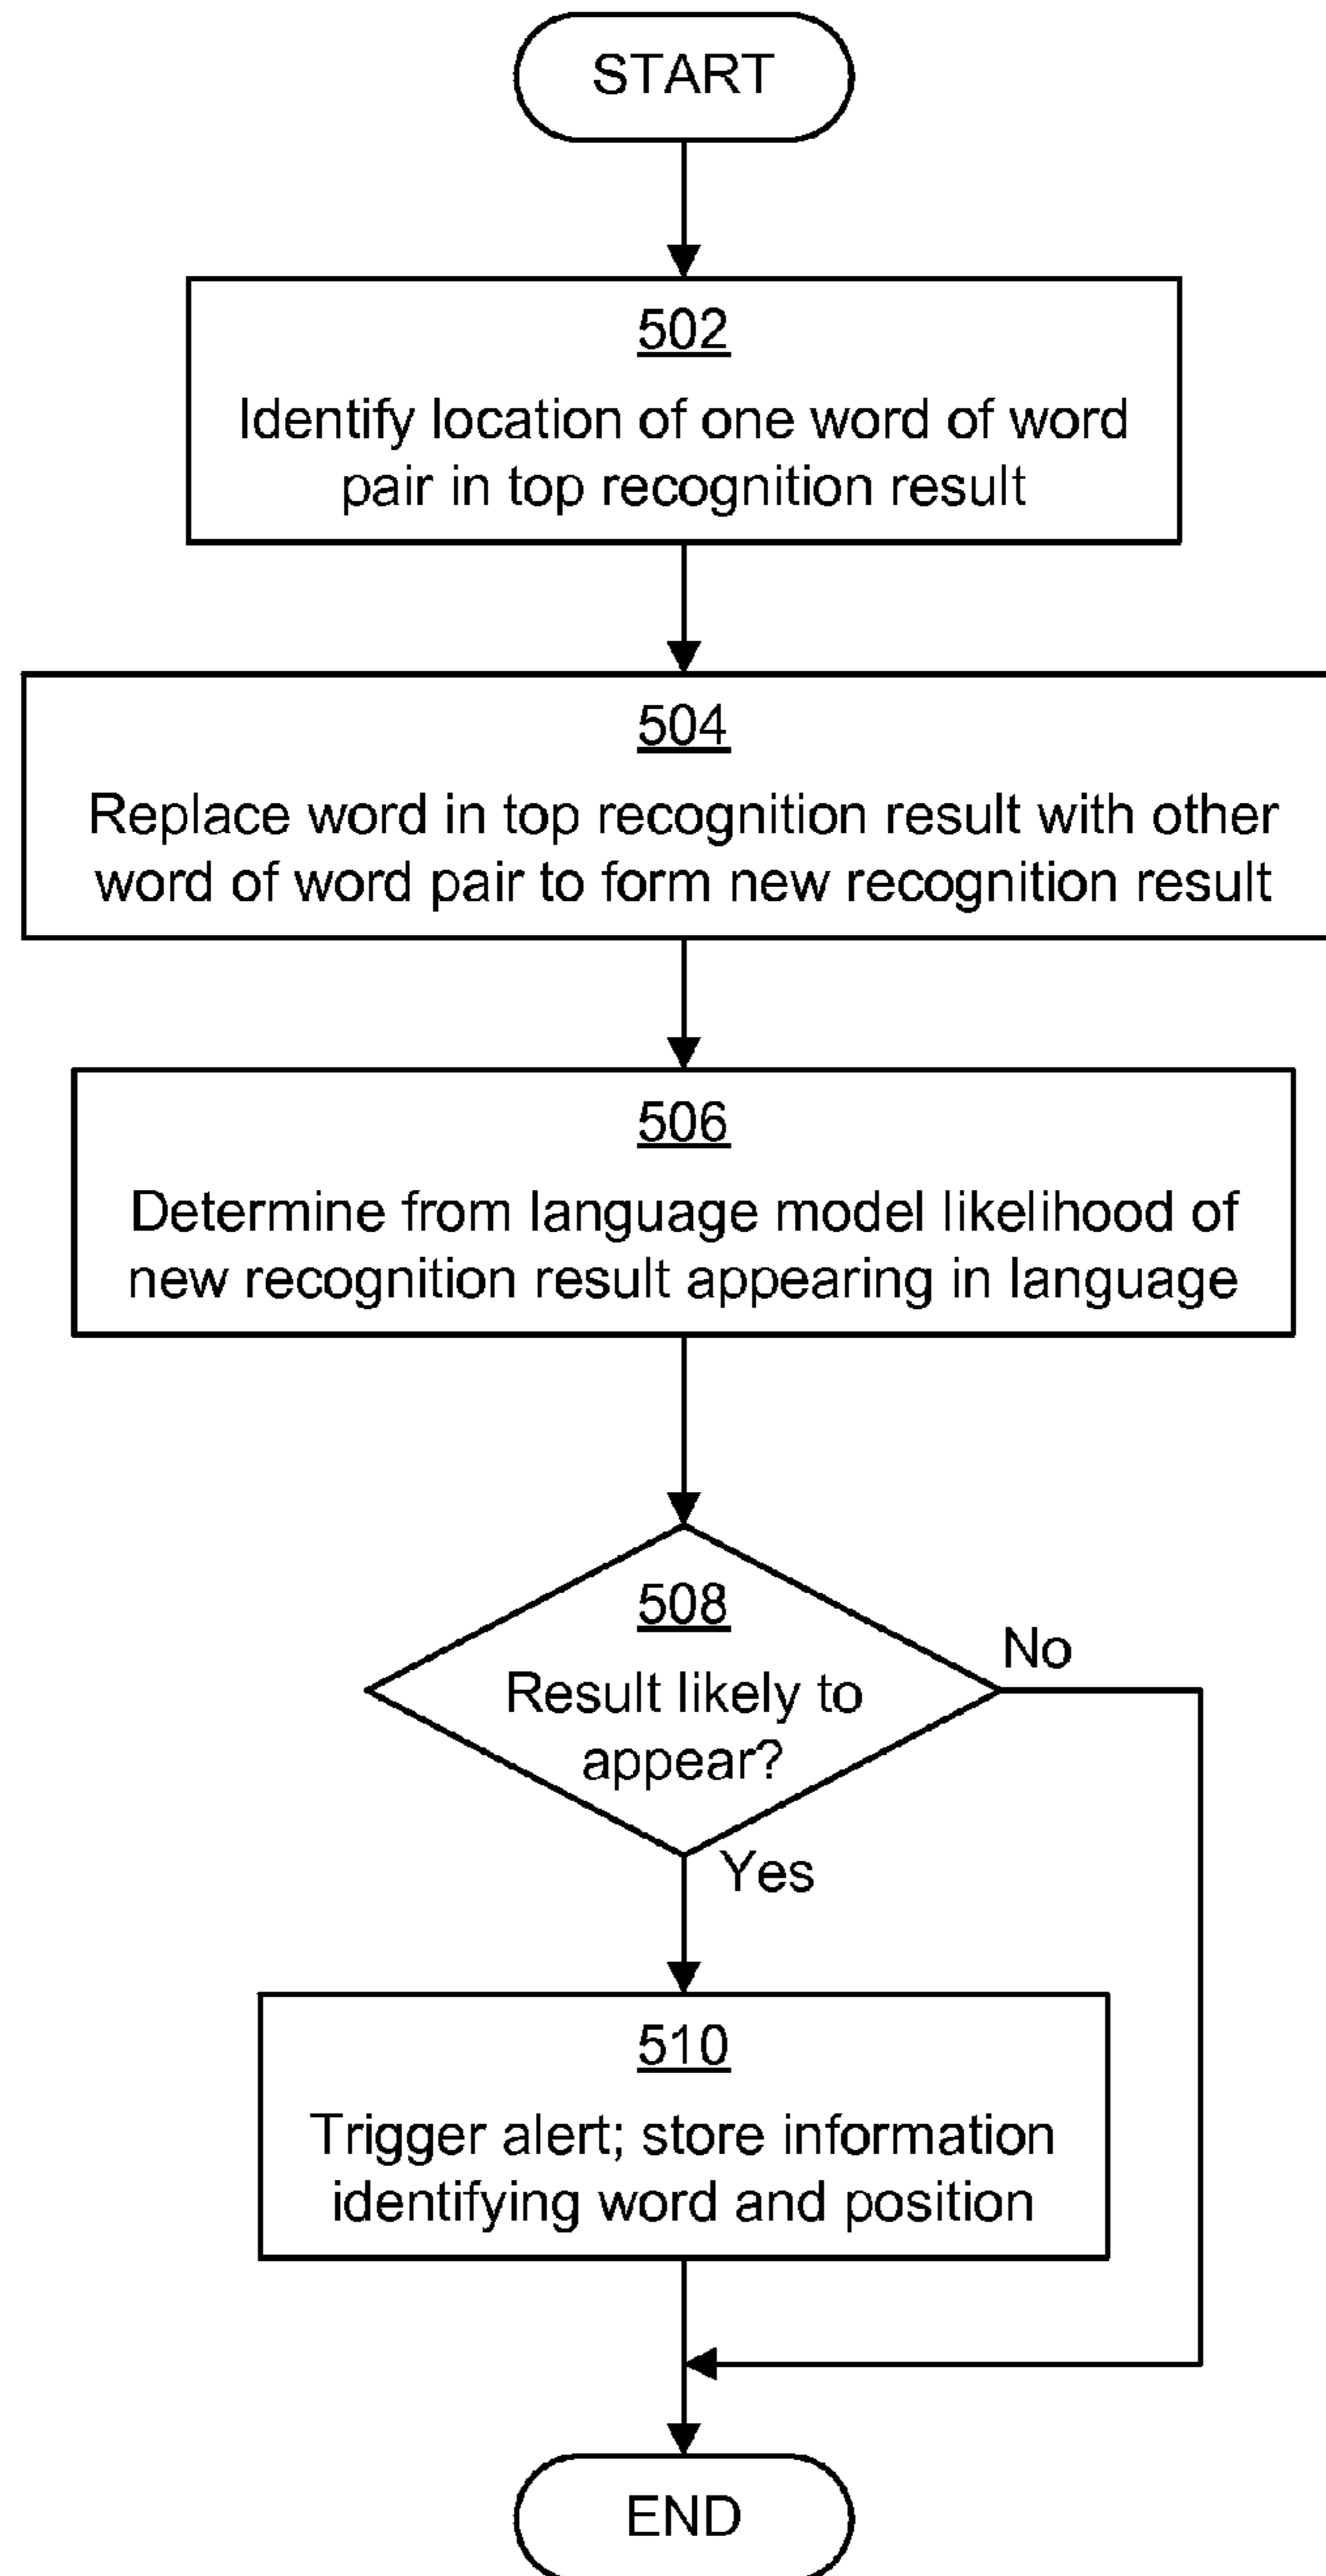 START
502
Identify location of one word of word
pair in top recognition result
504
Replace word in top recognition result with other
word of word pair to form new recognition result
506
Determine from language model likelihood of
new recognition result appearing in language
508
Result likely to
appear?
No
Yes
510
Trigger alert; store information
identifying word and position
END